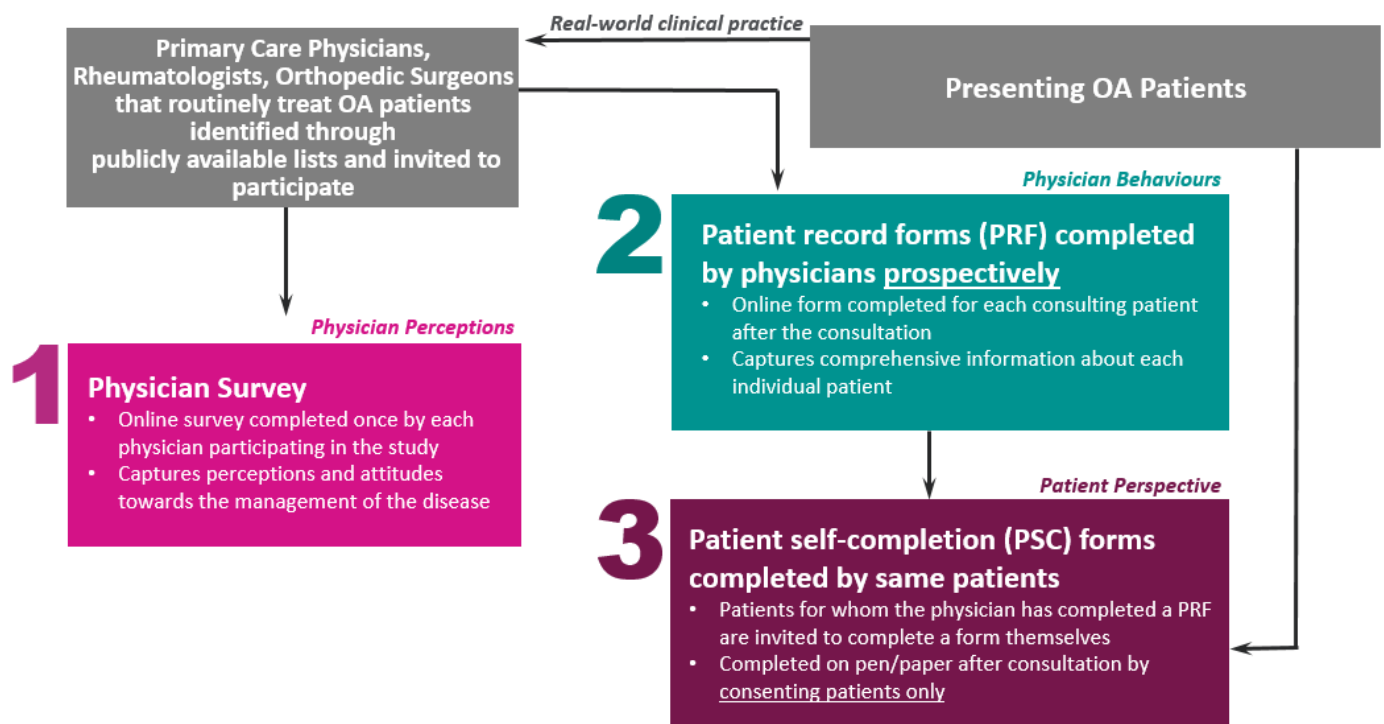 Real-world clinical practice
Primary Care Physicians,
Rheumatologists, Orthopedic Surgeons
that routinely treat OA patients
identified through
publicly available lists and invited to
participate
Presenting OA Patients
Physician Perceptions
1
Physician Survey
• Online survey completed once by each
physician participating in the study
• Captures perceptions and attitudes
towards the management of the disease
Physician Behaviours
2
Patient record forms (PRF) completed
by physicians prospectively
• Online form completed for each consulting patient
after the consultation
• Captures comprehensive information about each
individual patient
Patient Perspective
3
Patient self-completion (PSC) forms
completed by same patients
• Patients for whom the physician has completed a PRF
are invited to complete a form themselves
• Completed on pen/paper after consultation by
consenting patients only